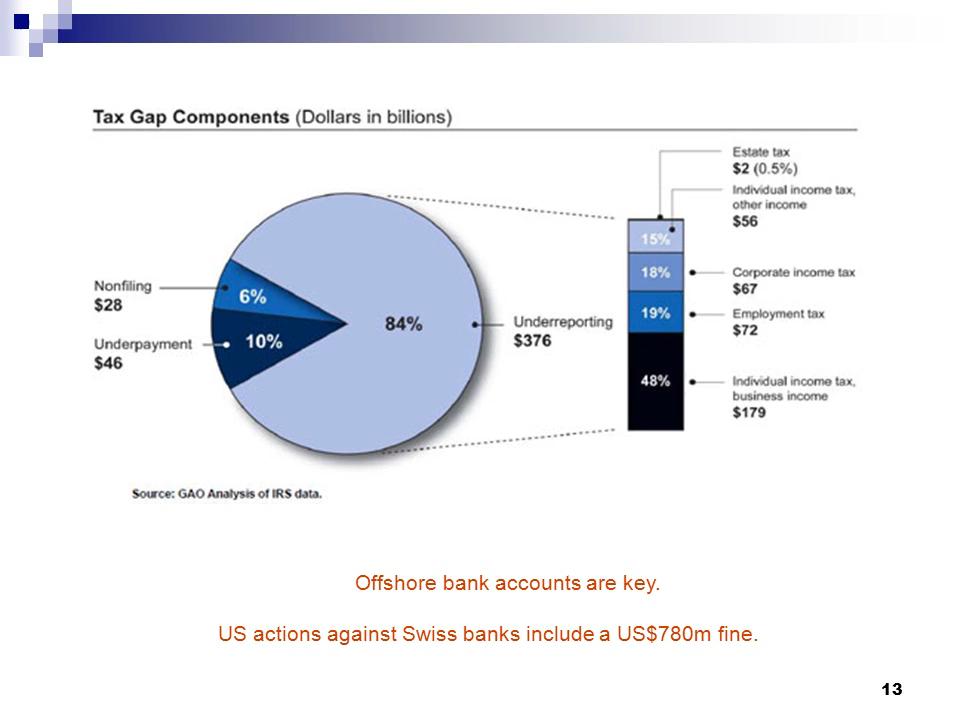 Tax Gap Components (Dollars in billions)
Estate tax
$2 (0.5%)
Individual income tax,
other income
$56
15%
18%
Corporate income tax
$67
19%
Employment tax
$72
48%
Individual income tax,
business income
$179
Nonfiling
$28
6%
Underpayment
$46
10%
84%
Underreporting
$376
Source: GAO Analysis of IRS data.
Offshore bank accounts are key.
US actions against Swiss banks include a US$780m fine.
13